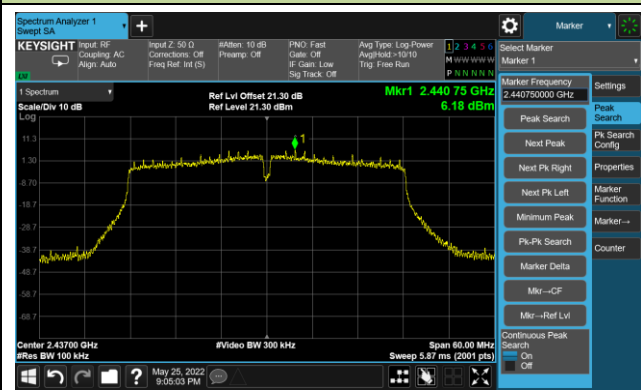 Spectrum Analyzer 1
Swept SA
Marker
KEYSIGHT
Input: RF
Coupling: AC
Align: Auto
Input Z: 50 Ω
Corrections: Off
Freq Ref: Int (S)
#Atten: 10 dB
Preamp: Off
PNO: Fast
Gate: Off
IF Gain: Low
Sig Track: Off
Avg Type: Log-Power
Avg|Hold:>10/10
Trig: Free Run
1 2 3 4 5 6
M W W W W W
P N N N N N
LXI
Select Marker
Marker 1
1 Spectrum
Scale/Div 10 dB
Log
Ref Lvl Offset 21.30 dB
Ref Level 21.30 dBm
Mkr1 2.440 75 GHz
6.18 dBm
1
11.3
1.30
-8.70
-18.7
-28.7
-38.7
-48.7
-58.7
-68.7
Center 2.43700 GHz
#Res BW 100 kHz
#Video BW 300 kHz
Span 60.00 MHz
Sweep 5.87 ms (2001 pts)
Marker Frequency
2.440750000 GHz
Peak Search
Next Peak
Next Pk Right
Next Pk Left
Minimum Peak
Pk-Pk Search
Marker Delta
Mkr→CF
Mkr→Ref Lvl
Continuous Peak
Search
On
Off
Settings
Peak
Search
Pk Search
Config
Properties
Marker
Function
Marker→
Counter
?
May 25, 2022
9:05:03 PM